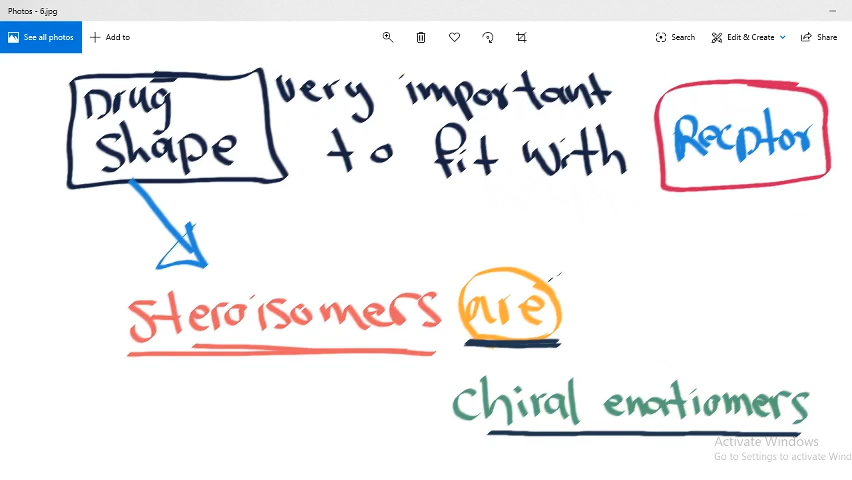 Photos - 6.jpg
See all photos
Add to
Search
Edit & Create
Share
Drug very important
Shape to fit with Recptor
steroisomers are
chiral enantiomers
Activate Windows
Go to Settings to activate Wind